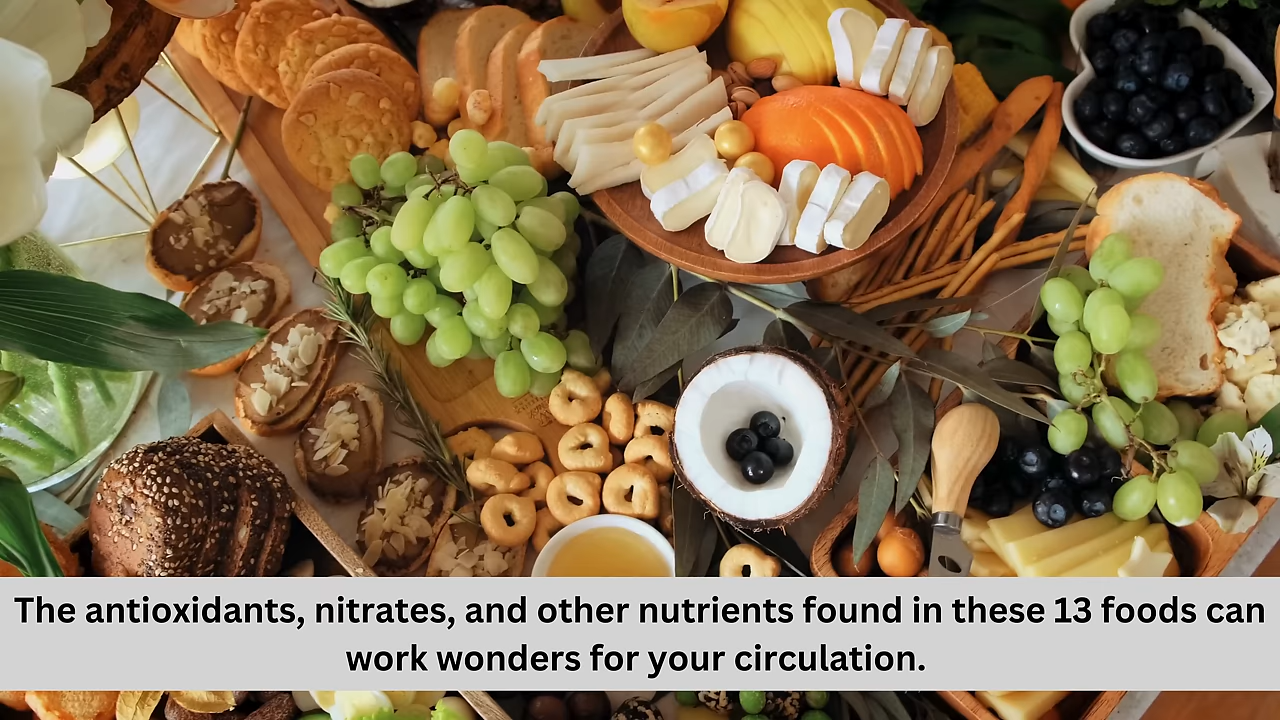 The antioxidants, nitrates, and other nutrients found in these 13 foods can
work wonders for your circulation.